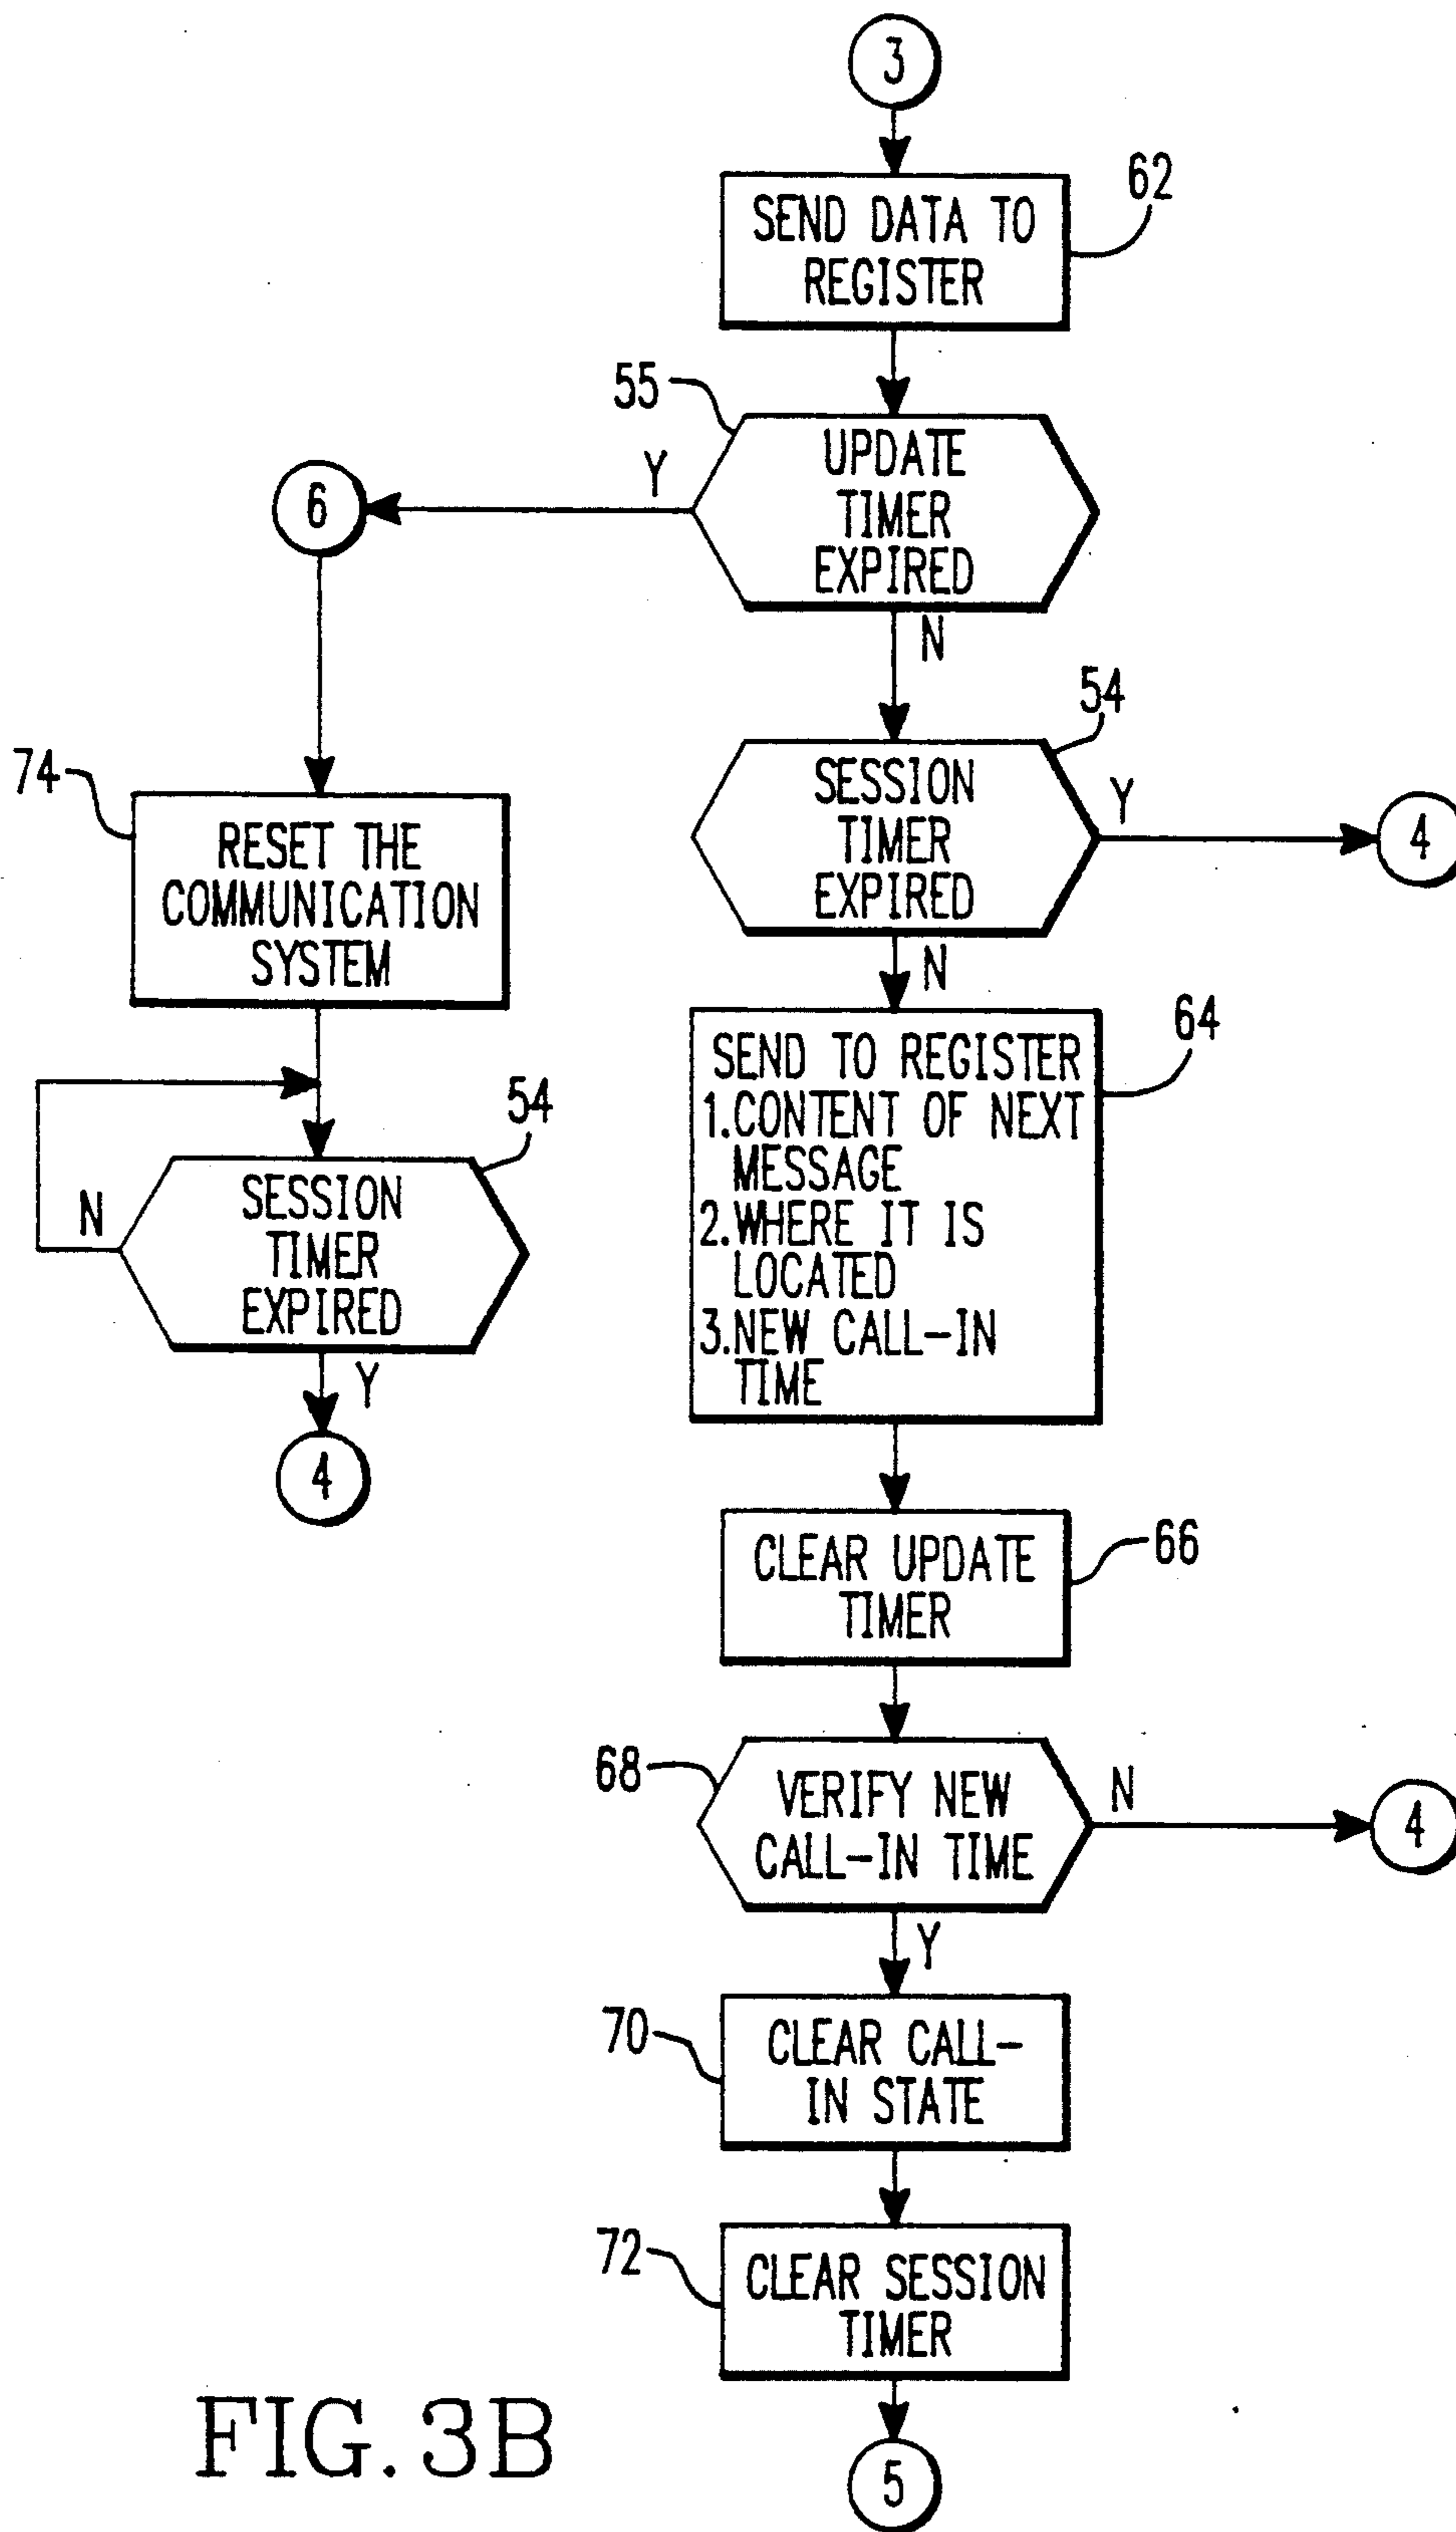 3
SEND DATA TO
REGISTER
62
55
UPDATE
TIMER
EXPIRED
Y
6
N
54
SESSION
TIMER
EXPIRED
Y
4
N
74
RESET THE
COMMUNICATION
SYSTEM
54
SESSION
TIMER
EXPIRED
N
Y
4
64
SEND TO REGISTER
1.CONTENT OF NEXT
MESSAGE
2.WHERE IT IS
LOCATED
3.NEW CALL-IN
TIME
CLEAR UPDATE
TIMER
66
68
VERIFY NEW
CALL-IN TIME
N
4
Y
70
CLEAR CALL-
IN STATE
72
CLEAR SESSION
TIMER
5
FIG. 3B